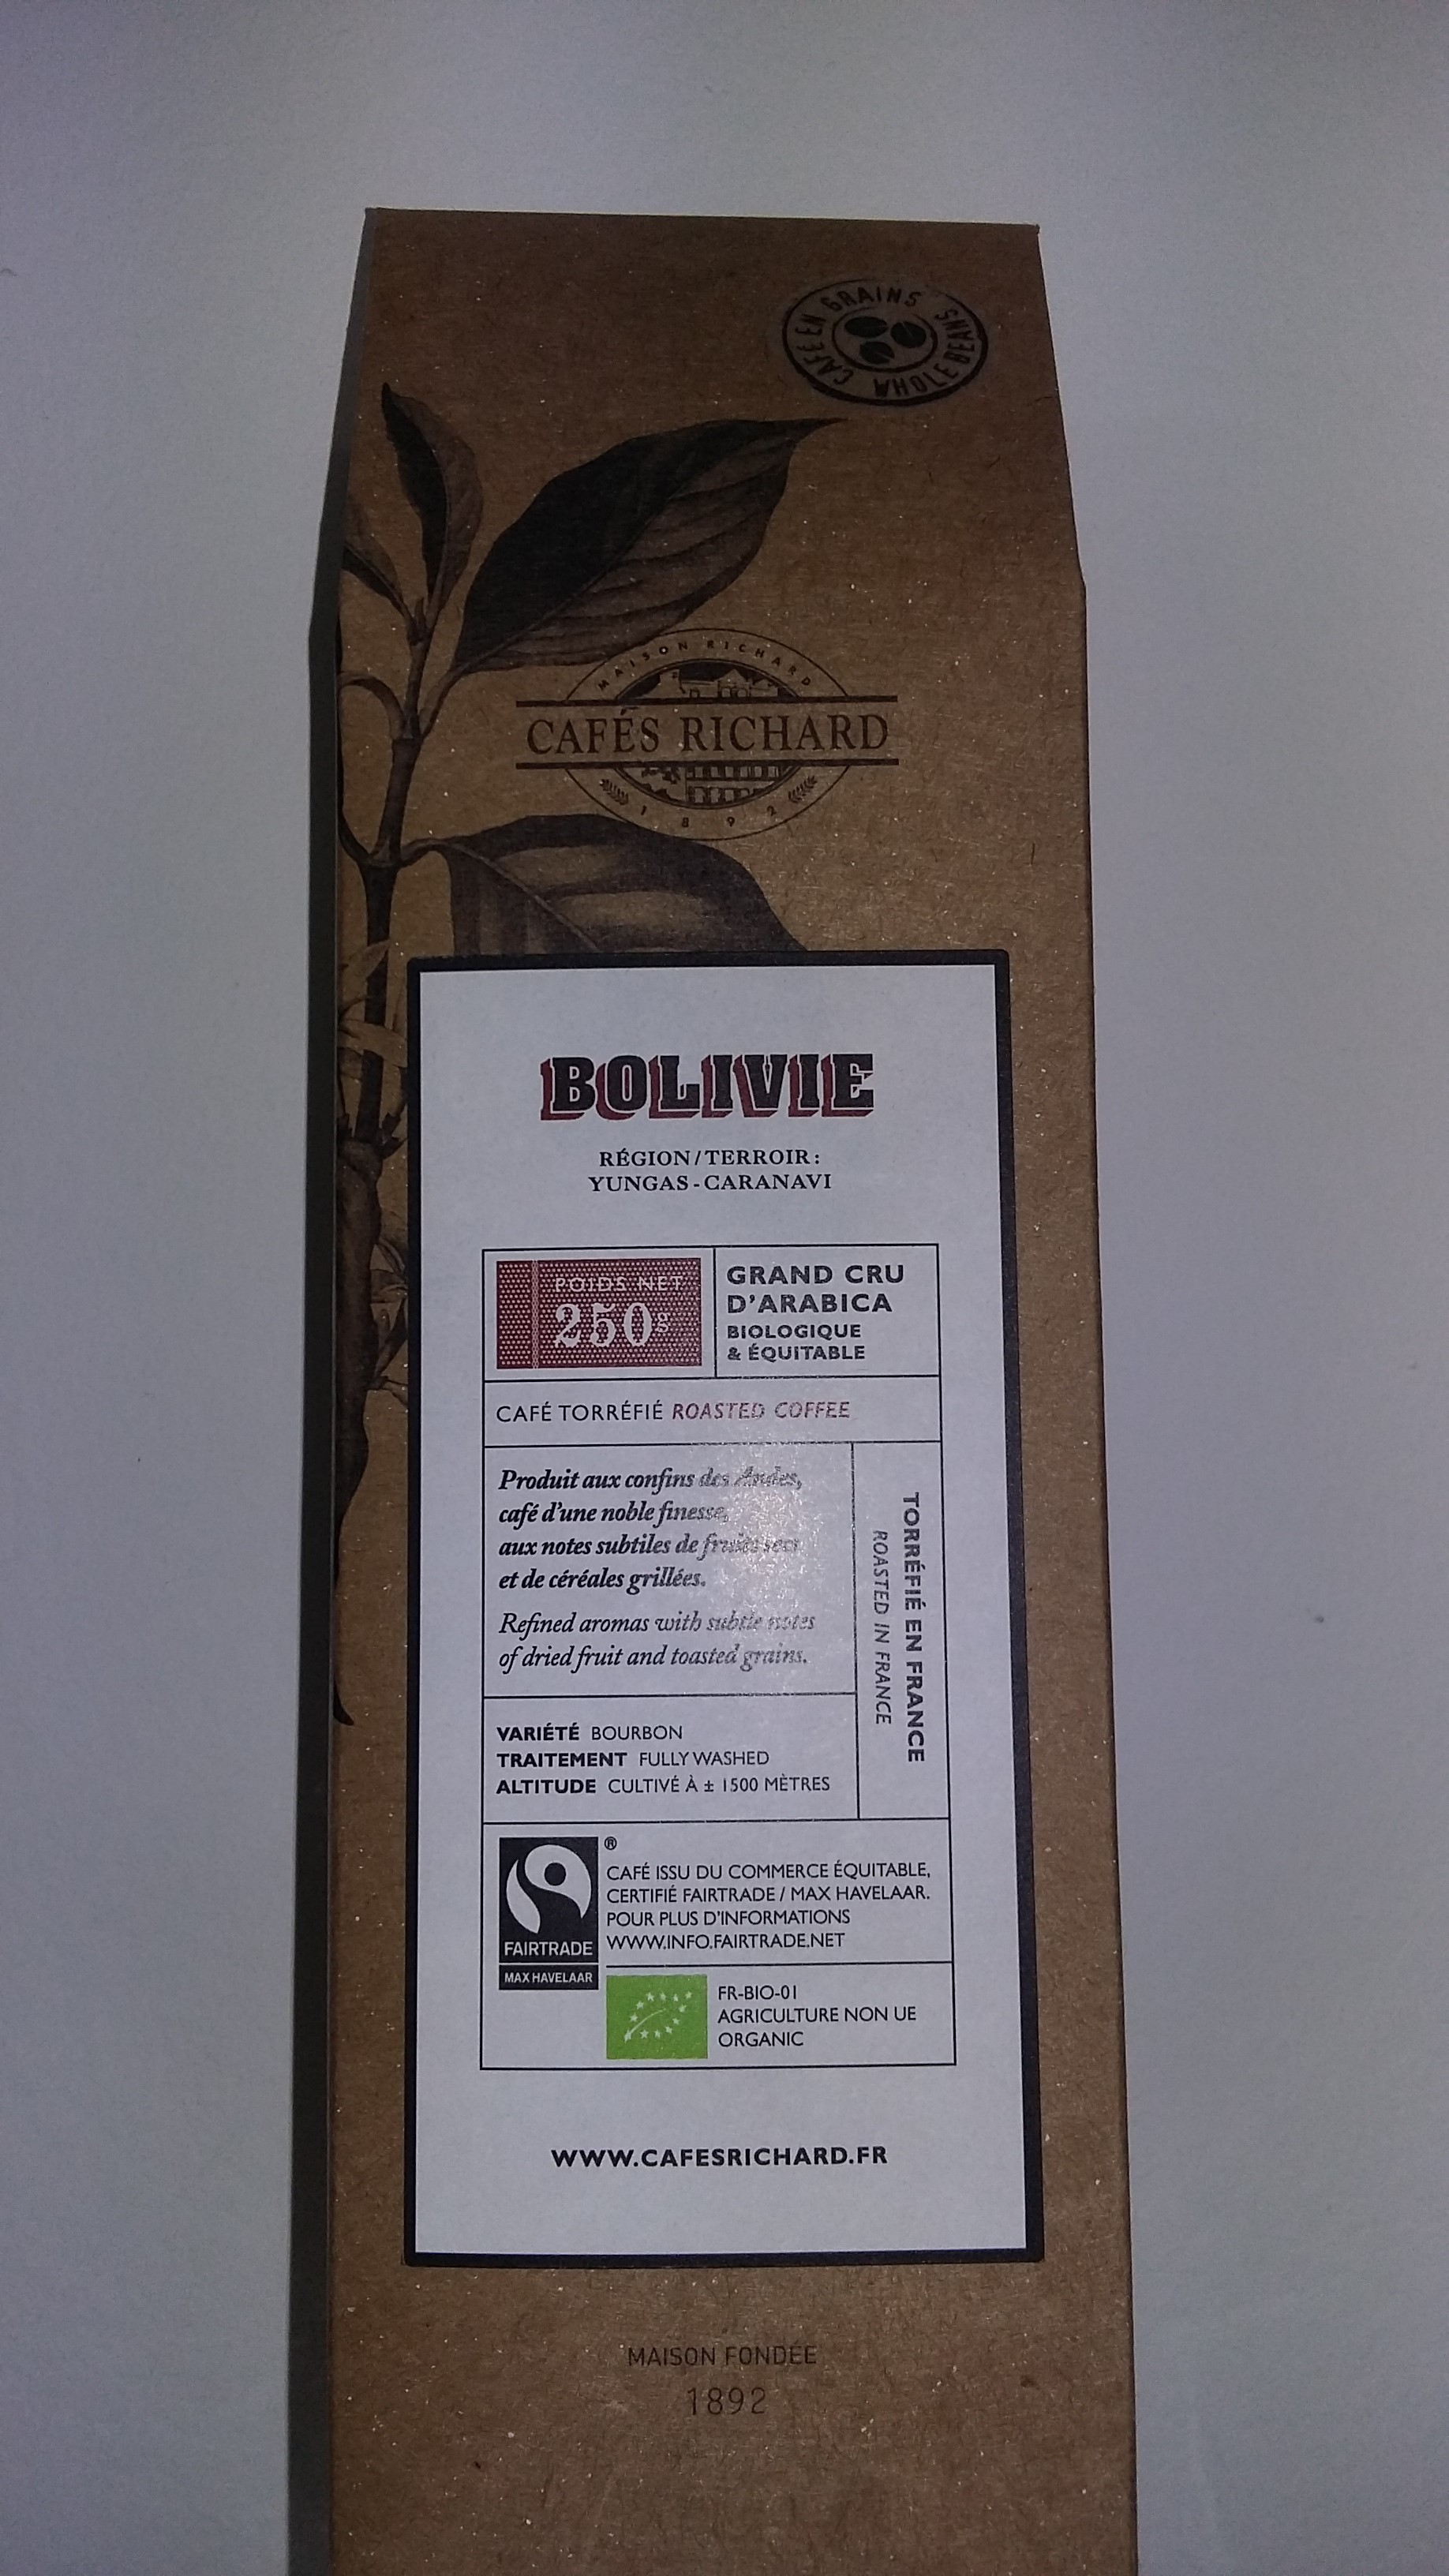 CAFÉ EN GRAINS
WHOLE BEANS
MAISON RICHARD
CAFÉS RICHARD
1892
BOLIVIE
RÉGION/TERROIR:
YUNGAS-CARANAVI
POIDS NET
250g
GRAND CRU
D'ARABICA
BIOLOGIQUE
& ÉQUITABLE
CAFÉ TORRÉFIÉ ROASTED COFFEE
Produit aux confins des Andes,
café d'une noble finesse,
aux notes subtiles de fruits secs
et de céréales grillées.
Refined aromas with subtle notes
of dried fruit and toasted grains.
TORRÉFIÉ EN FRANCE
ROASTED IN FRANCE
VARIÉTÉ BOURBON
TRAITEMENT FULLY WASHED
ALTITUDE CULTIVÉ À ± 1500 MÈTRES
®
FAIRTRADE
MAX HAVELAAR
CAFÉ ISSU DU COMMERCE ÉQUITABLE,
CERTIFIÉ FAIRTRADE / MAX HAVELAAR.
POUR PLUS D'INFORMATIONS
WWW.INFO.FAIRTRADE.NET
FR-BIO-01
AGRICULTURE NON UE
ORGANIC
WWW.CAFESRICHARD.FR
MAISON FONDÉE
1892